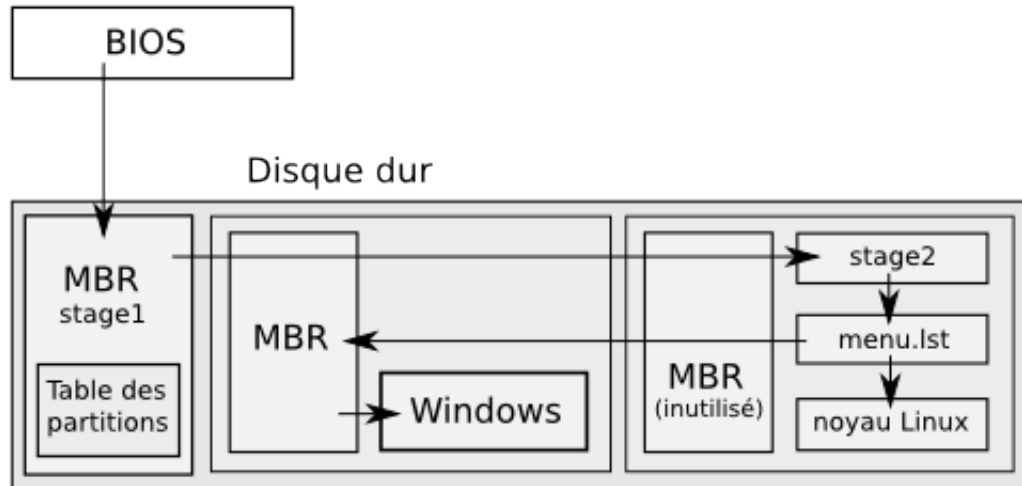 BIOS
Disque dur
MBR
stage1
Table des
partitions
MBR
Windows
MBR
(inutilisé)
stage2
menu.lst
noyau Linux